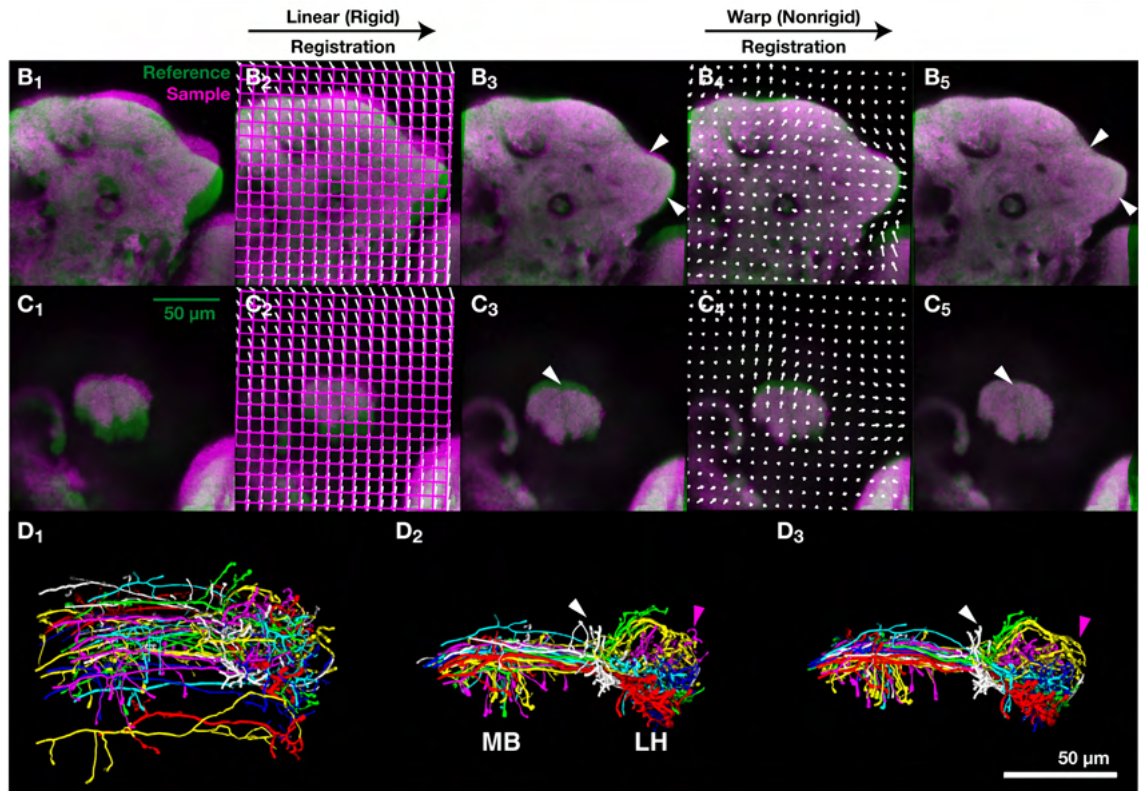 Linear (Rigid)
Registration
Warp (Nonrigid)
Registration
B1
Reference
Sample
B2
B3
B4
B5
C1
50 µm
C2
C3
C4
C5
D1
D2
D3
MB
LH
50 µm